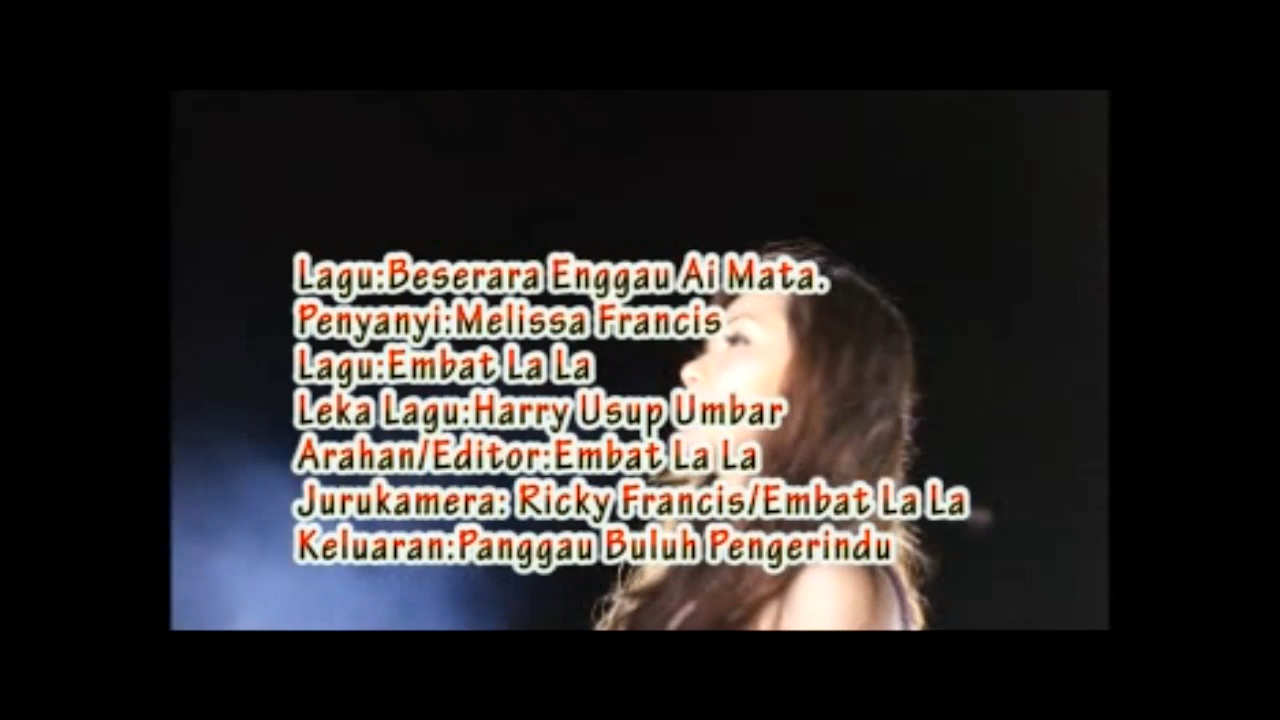 Lagu:Beserara Enggau Ai Mata.
Penyanyi:Melissa Francis
Lagu:Embat La La
Leka Lagu:Harry Usup Umbar
Arahan/Editor:Embat La La
Jurukamera: Ricky Francis/Embat La La
Keluaran:Panggau Buluh Pengerindu